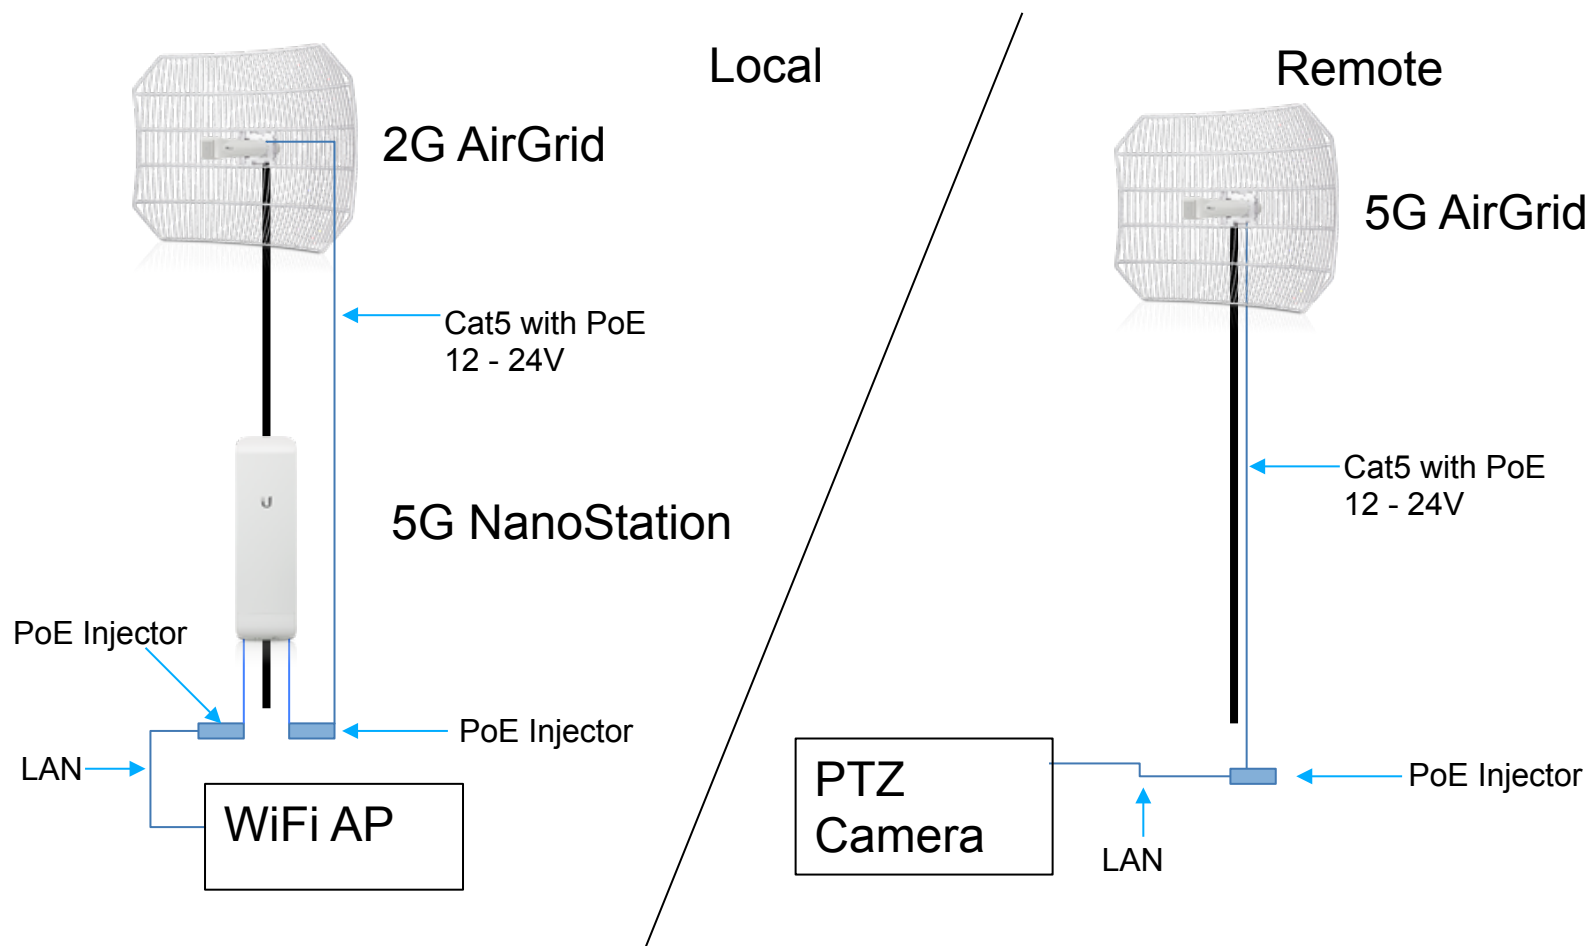 Local
2G AirGrid
Cat5 with PoE
12 - 24V
5G NanoStation
PoE Injector
PoE Injector
LAN
WiFi AP
Remote
5G AirGrid
Cat5 with PoE
12 - 24V
PTZ
Camera
PoE Injector
LAN